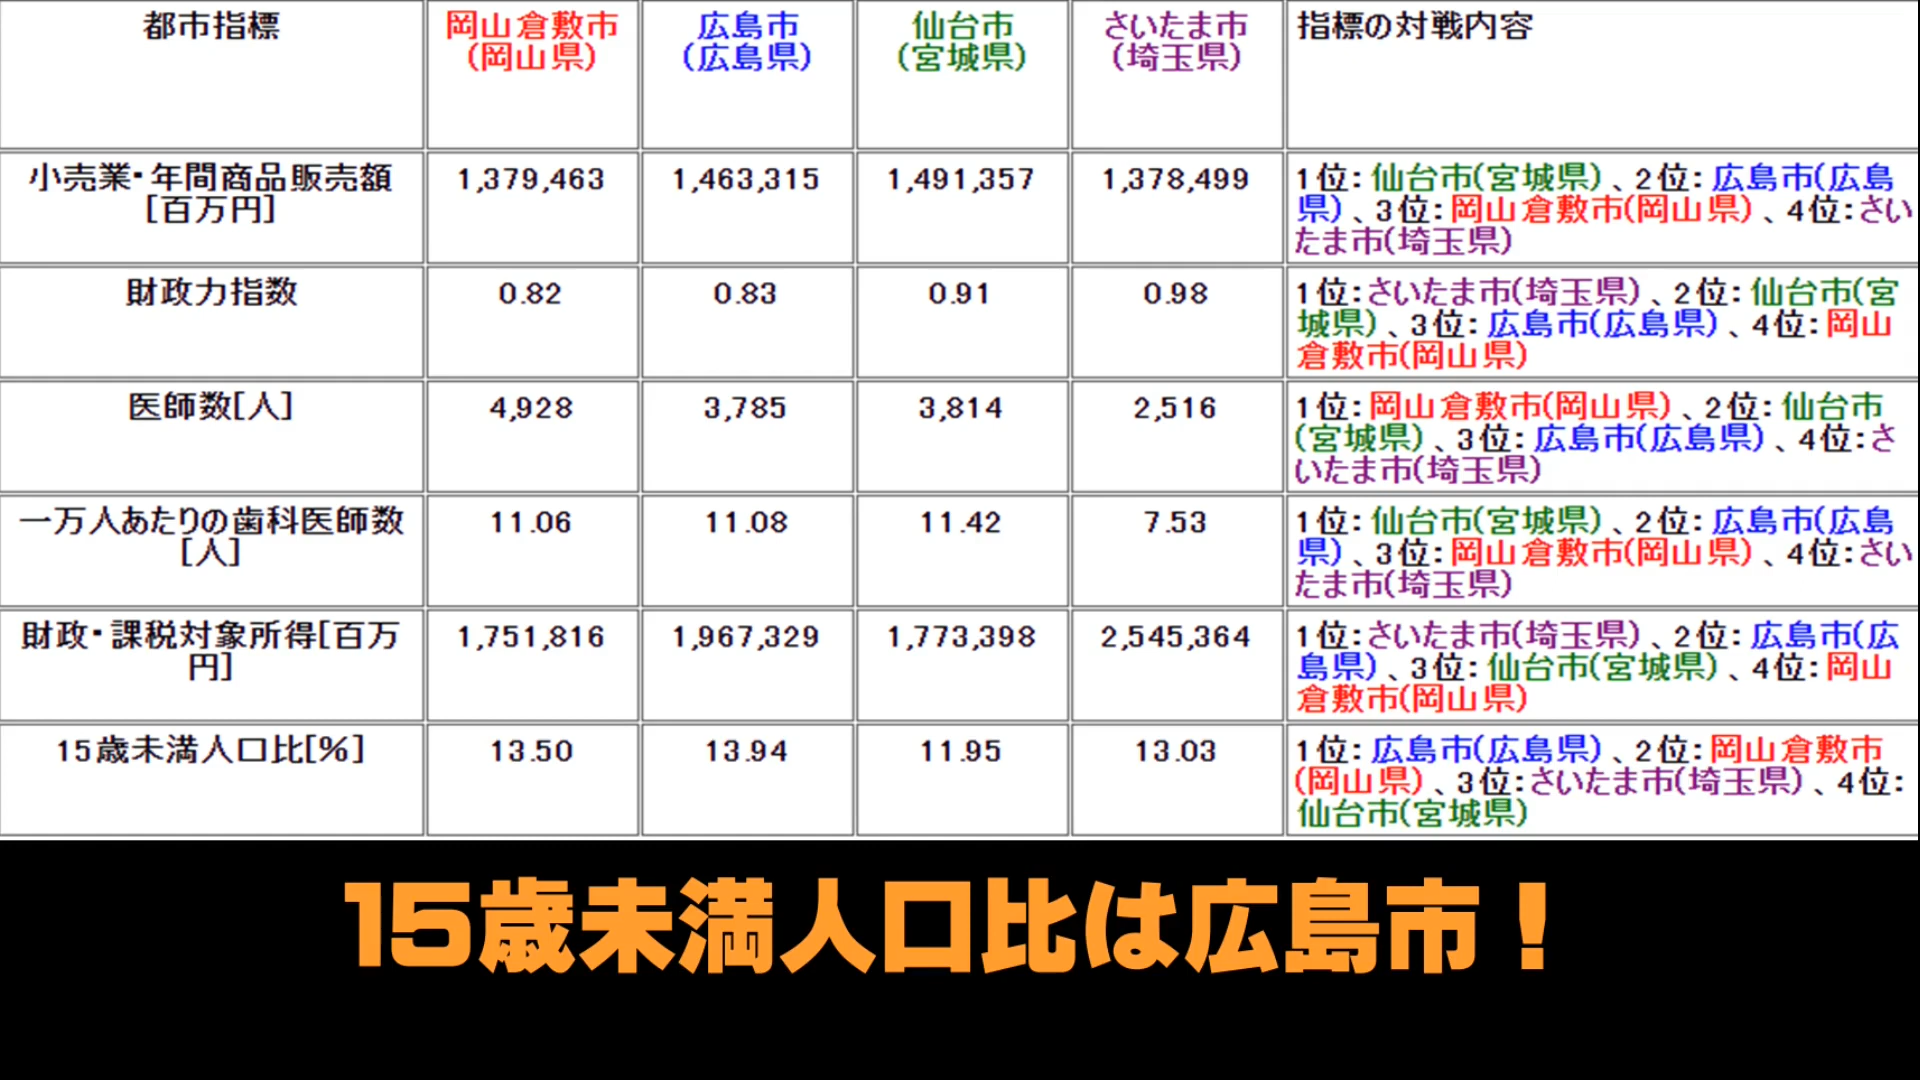 都市指標
岡山倉敷市
(岡山県)
広島市
(広島県)
仙台市
(宮城県)
さいたま市
(埼玉県)
指標の対戦内容
小売業・年間商品販売額
[百万円]
1,379,463
1,463,315
1,491,357
1,378,499
1位:仙台市(宮城県)、2位:広島市(広島
県)、3位:岡山倉敷市(岡山県)、4位:さい
たま市(埼玉県)
財政力指数
0.82
0.83
0.91
0.98
1位:さいたま市(埼玉県)、2位:仙台市(宮
城県)、3位:広島市(広島県)、4位:岡山
倉敷市(岡山県)
医師数[人]
4,928
3,785
3,814
2,516
1位:岡山倉敷市(岡山県)、2位:仙台市
(宮城県)、3位:広島市(広島県)、4位:さ
いたま市(埼玉県)
一万人あたりの歯科医師数
[人]
11.06
11.08
11.42
7.53
1位:仙台市(宮城県)、2位:広島市(広島
県)、3位:岡山倉敷市(岡山県)、4位:さい
たま市(埼玉県)
財政・課税対象所得[百万
円]
1,751,816
1,967,329
1,773,398
2,545,364
1位:さいたま市(埼玉県)、2位:広島市(広
島県)、3位:仙台市(宮城県)、4位:岡山
倉敷市(岡山県)
15歳未満人口比[%]
13.50
13.94
11.95
13.03
1位:広島市(広島県)、2位:岡山倉敷市
(岡山県)、3位:さいたま市(埼玉県)、4位:
仙台市(宮城県)
15歳未満人口比は広島市！